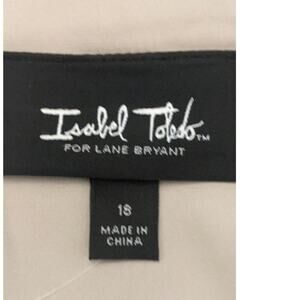 Isabel Toledo™
FOR LANE BRYANT
18
MADE IN
CHINA